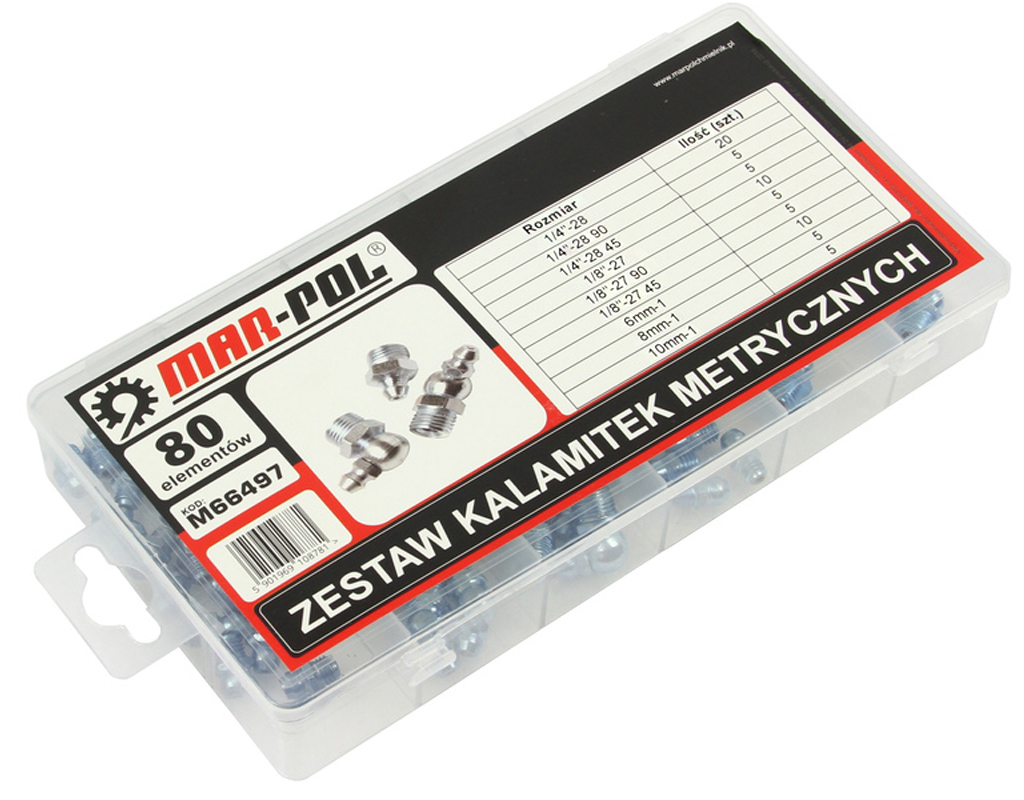 www.marpolchmielnik.pl
MAR-POL®
80
elementów
KOD:
M66497
5 901969 108781 >
Rozmiar Ilość (szt.)
1/4"-28 20
1/4"-28 90 5
1/4"-28 45 5
1/8"-27 10
1/8"-27 90 5
1/8"-27 45 5
6mm-1 10
8mm-1 5
10mm-1 5
ZESTAW KALAMITEK METRYCZNYCH